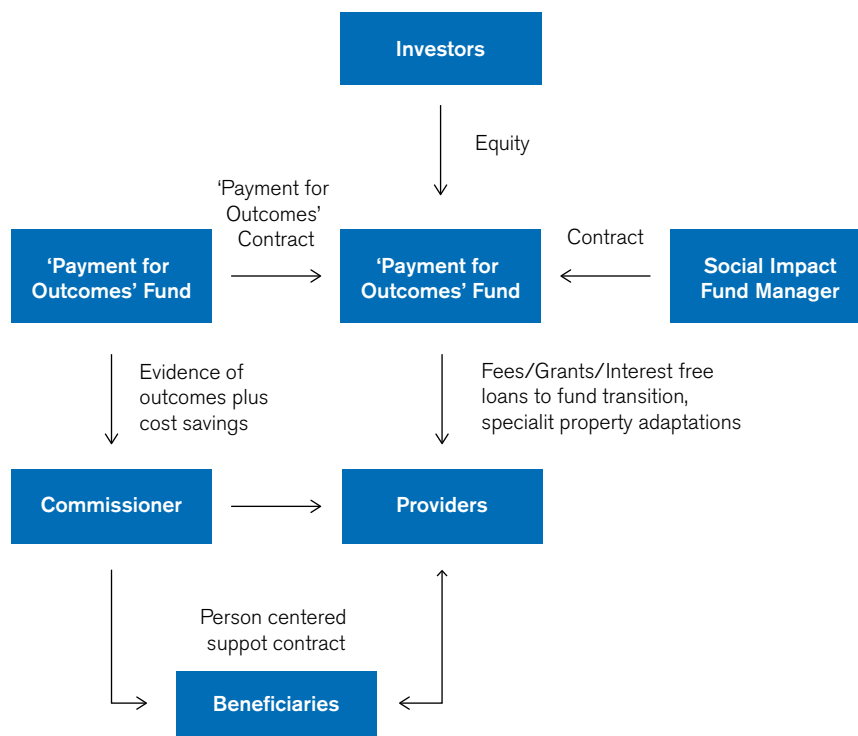 Investors
Equity
‘Payment for
Outcomes’
Contract
Contract
‘Payment for
Outcomes’ Fund
‘Payment for
Outcomes’ Fund
Social Impact
Fund Manager
Evidence of
outcomes plus
cost savings
Fees/Grants/Interest free
loans to fund transition,
specialit property adaptations
Commissioner
Providers
Person centered
suppot contract
Beneficiaries